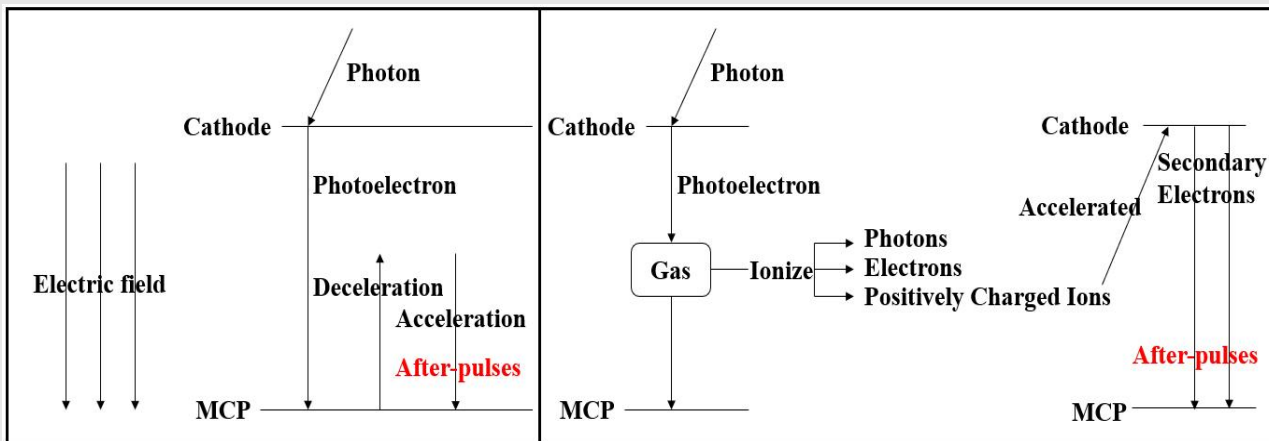 Photon
Cathode
Photoelectron
Electric field
Deceleration
Acceleration
After-pulses
MCP
Photon
Cathode
Photoelectron
Gas
Ionize
Photons
Electrons
Positively Charged Ions
MCP
Cathode
Secondary
Electrons
Accelerated
After-pulses
MCP